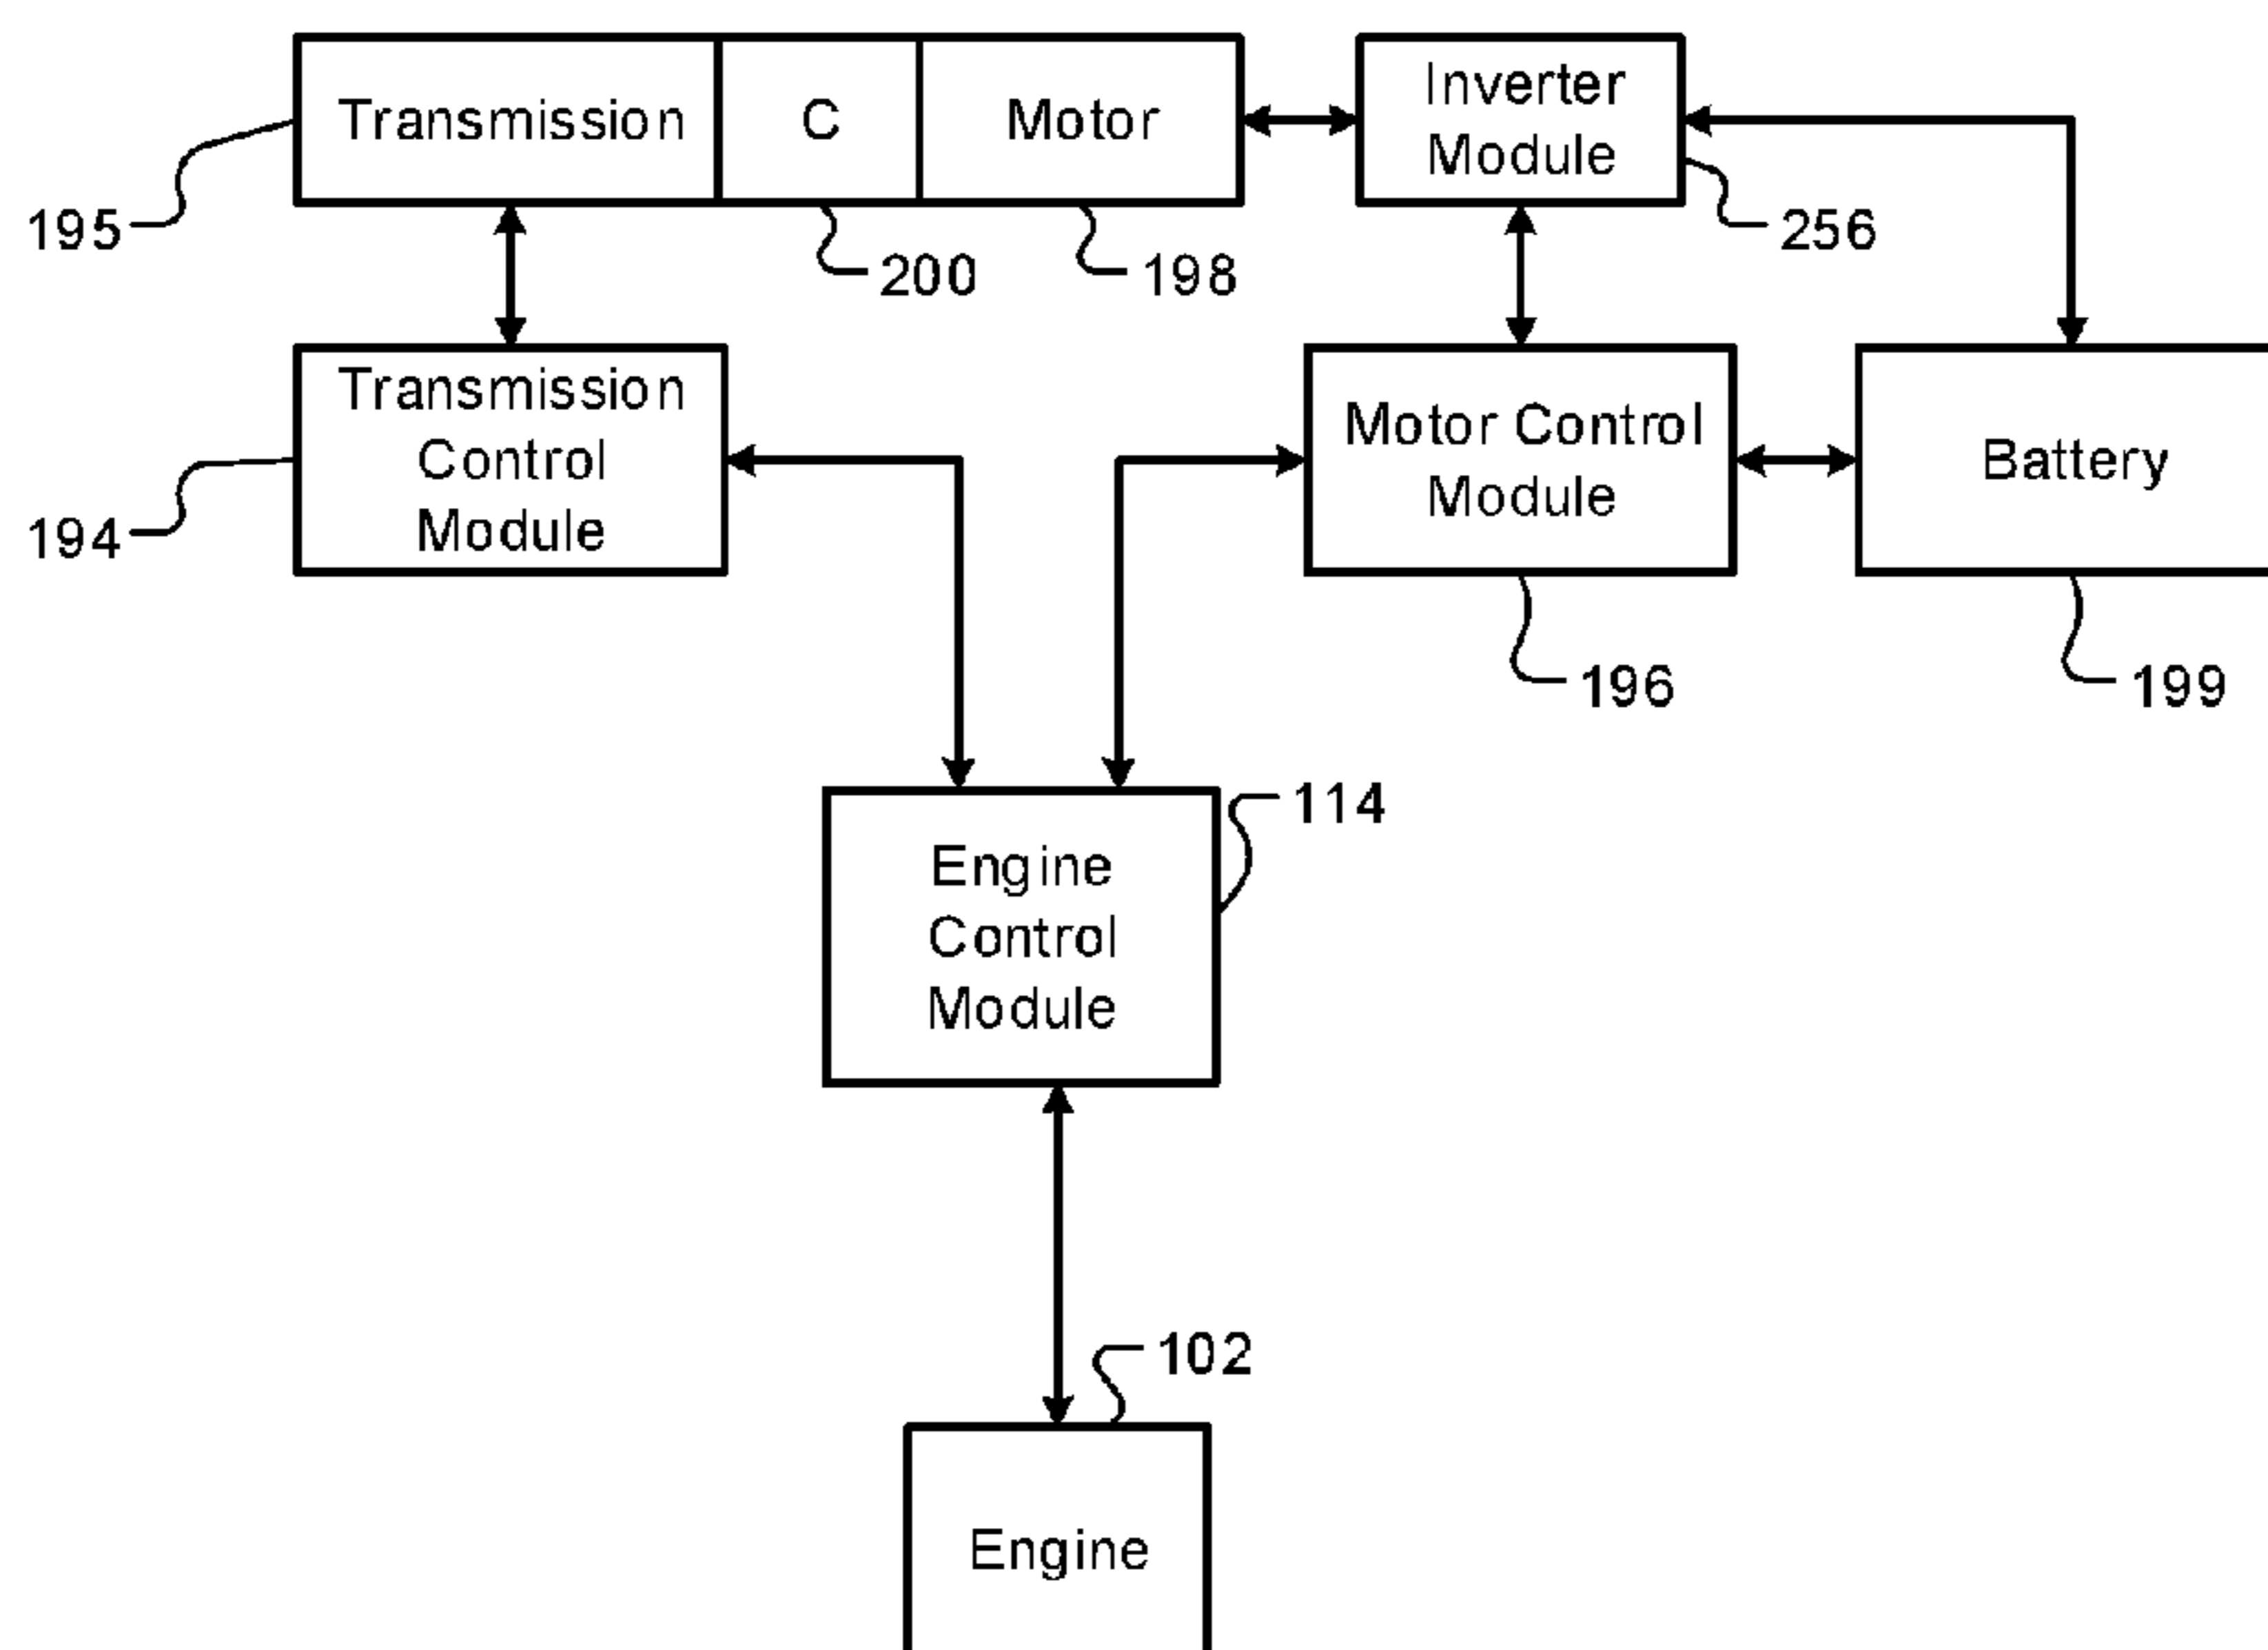 Transmission
C
Motor
Inverter
Module
195
200
198
256
Transmission
Control
Module
Motor Control
Module
Battery
194
196
199
114
Engine
Control
Module
102
Engine